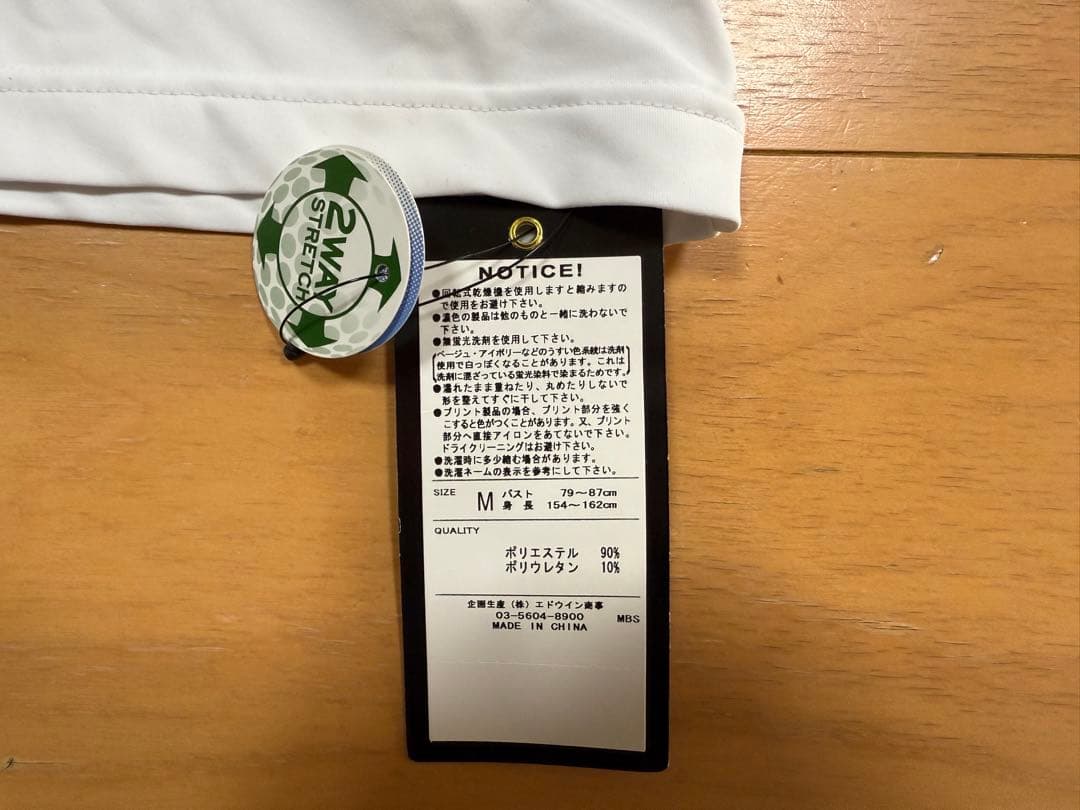 2WAY
STRETCH
NOTICE!
●回転式乾燥機を使用しますと縮みますの
で使用をお避け下さい。
●濃色の製品は他のものと一緒に洗わないで
下さい。
●無蛍光洗剤を使用して下さい。
ベージュ・アイボリーなどのうすい色系統は洗剤
使用で白っぽくなることがあります。これは
洗剤に混ざっている蛍光染料で染まるためです。
●濡れたまま重ねたり、丸めたりしないで
形を整えてすぐに干して下さい。
●プリント製品の場合、プリント部分を強く
こすると色がつくことがあります。又、プリント
部分へ直接アイロンをあてないで下さい。
ドライクリーニングはお避け下さい。
●洗濯時に多少縮む場合があります。
●洗濯ネームの表示を参考にして下さい。
SIZE M バスト 79～87cm
身長 154～162cm
QUALITY
ポリエステル 90%
ポリウレタン 10%
企画生産（株）エドウイン商事
03-5604-8900 MBS
MADE IN CHINA